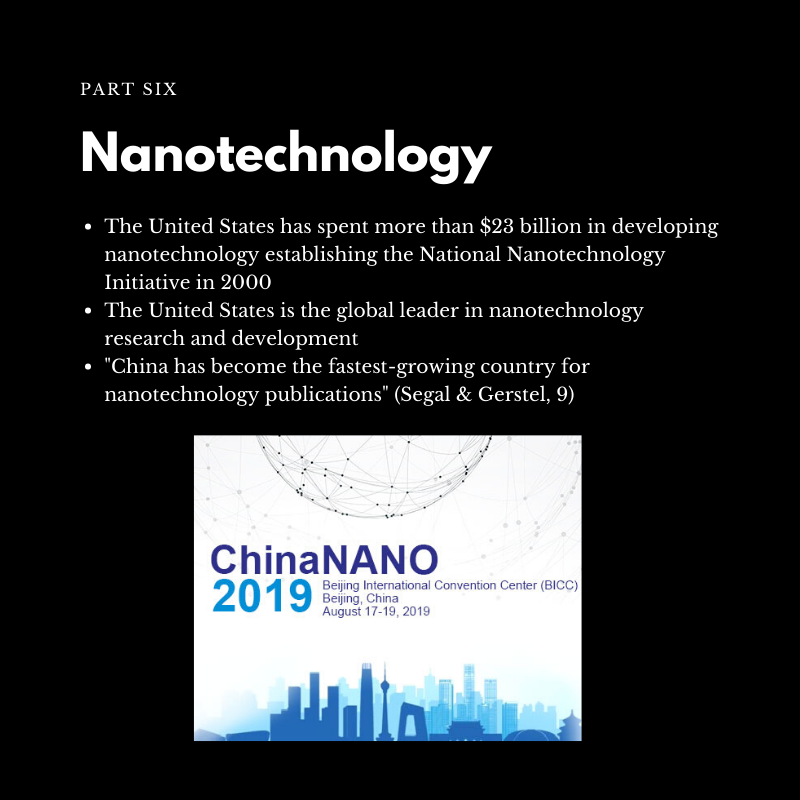 PART SIX
Nanotechnology
• The United States has spent more than $23 billion in developing
nanotechnology establishing the National Nanotechnology
Initiative in 2000
• The United States is the global leader in nanotechnology
research and development
• "China has become the fastest-growing country for
nanotechnology publications" (Segal & Gerstel, 9)
ChinaNANO
2019
Beijing International Convention Center (BICC)
Beijing, China
August 17-19, 2019